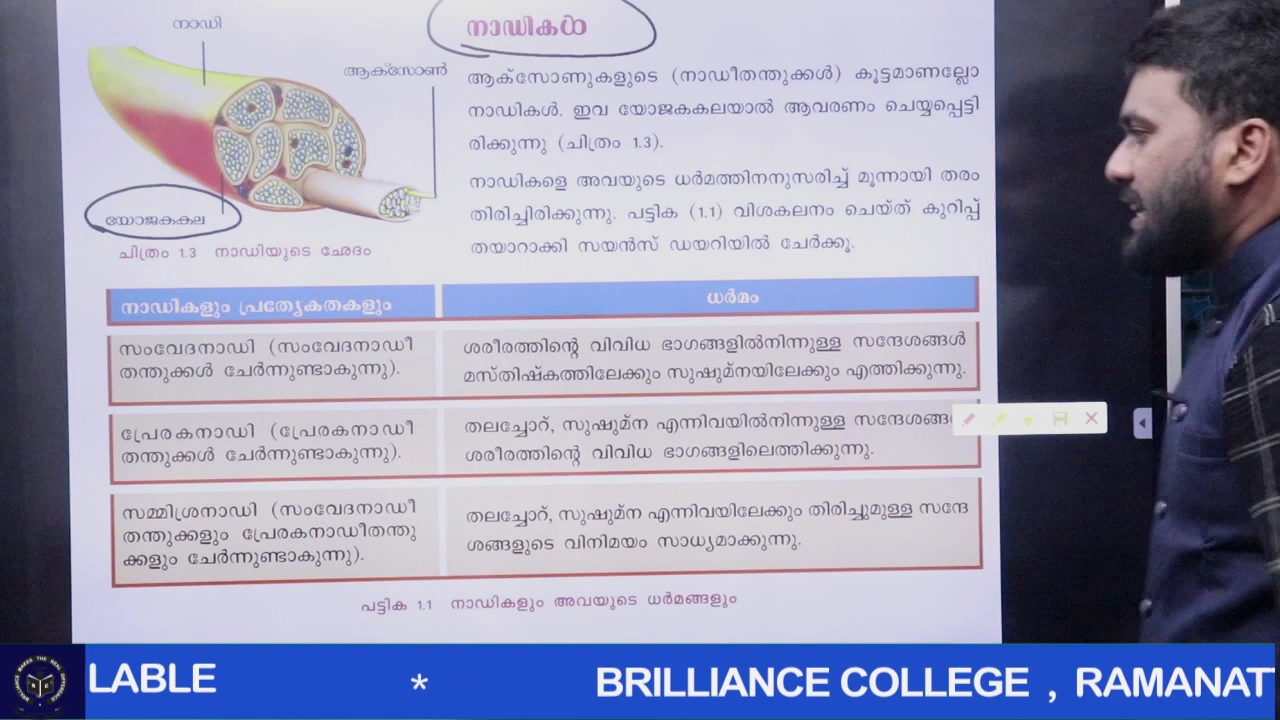 നാഡി
ആക്സോൺ
യോജകകല
ചിത്രം 1.3 നാഡിയുടെ ഛേദം
നാഡികൾ
ആക്സോണുകളുടെ (നാഡീതന്തുക്കൾ) കൂട്ടമാണല്ലോ
നാഡികൾ. ഇവ യോജകകലയാൽ ആവരണം ചെയ്യപ്പെട്ടി
രിക്കുന്നു (ചിത്രം 1.3).
നാഡികളെ അവയുടെ ധർമത്തിനനുസരിച്ച് മൂന്നായി തരം
തിരിച്ചിരിക്കുന്നു. പട്ടിക (1.1) വിശകലനം ചെയ്ത് കുറിപ്പ്
തയാറാക്കി സയൻസ് ഡയറിയിൽ ചേർക്കൂ.
നാഡികളും പ്രത്യേകതകളും
ധർമം
സംവേദനാഡി (സംവേദനാഡീ
തന്തുക്കൾ ചേർന്നുണ്ടാകുന്നു).
ശരീരത്തിന്റെ വിവിധ ഭാഗങ്ങളിൽനിന്നുള്ള സന്ദേശങ്ങൾ
മസ്തിഷ്കത്തിലേക്കും സുഷുമ്നയിലേക്കും എത്തിക്കുന്നു.
പ്രേരകനാഡി (പ്രേരകനാഡീ
തന്തുക്കൾ ചേർന്നുണ്ടാകുന്നു).
തലച്ചോറ്, സുഷുമ്ന എന്നിവയിൽനിന്നുള്ള
ശരീരത്തിന്റെ വിവിധ ഭാഗങ്ങളിലെത്തിക്കുന്നു.
സമ്മിശ്രനാഡി (സംവേദനാഡീ
തന്തുക്കളും പ്രേരകനാഡീതന്തു
ക്കളും ചേർന്നുണ്ടാകുന്നു).
തലച്ചോറ്, സുഷുമ്ന എന്നിവയിലേക്കും തിരിച്ചുമുള്ള സന്ദേ
ശങ്ങളുടെ വിനിമയം സാധ്യമാക്കുന്നു.
പട്ടിക 1.1 നാഡികളും അവയുടെ ധർമങ്ങളും
LABLE * BRILLIANCE COLLEGE , RAMANAT